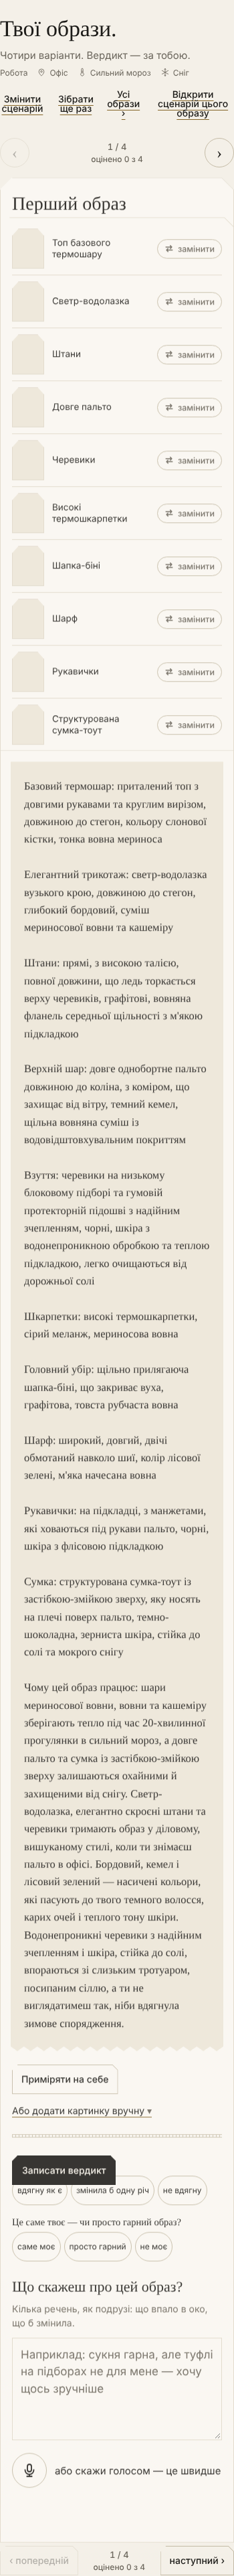 Твої образи.
Чотири варіанти. Вердикт — за тобою.
Робота Офіс Сильний мороз Сніг
Змінити
сценарій
Зібрати
ще раз
Усі
образи
›
Відкрити
сценарій цього
образу
‹
1 / 4
оцінено 0 з 4
›
Перший образ
Топ базового
термошару
замінити
Светр-водолазка
замінити
Штани
замінити
Довге пальто
замінити
Черевики
замінити
Високі
термошкарпетки
замінити
Шапка-біні
замінити
Шарф
замінити
Рукавички
замінити
Структурована
сумка-тоут
замінити
Базовий термошар: приталений топ з
довгими рукавами та круглим вирізом,
довжиною до стегон, кольору слонової
кістки, тонка вовна мериноса
Елегантний трикотаж: светр-водолазка
вузького крою, довжиною до стегон,
глибокий бордовий, суміш
мериносової вовни та кашеміру
Штани: прямі, з високою талією,
повної довжини, що ледь торкається
верху черевиків, графітові, вовняна
фланель середньої щільності з м'якою
підкладкою
Верхній шар: довге однобортне пальто
довжиною до коліна, з коміром, що
захищає від вітру, темний кемел,
щільна вовняна суміш із
водовідштовхувальним покриттям
Взуття: черевики на низькому
блоковому підборі та гумовій
протекторній підошві з надійним
зчепленням, чорні, шкіра з
водонепроникною обробкою та теплою
підкладкою, легко очищаються від
дорожньої солі
Шкарпетки: високі термошкарпетки,
сірий меланж, мериносова вовна
Головний убір: щільно прилягаюча
шапка-біні, що закриває вуха,
графітова, товста рубчаста вовна
Шарф: широкий, довгий, двічі
обмотаний навколо шиї, колір лісової
зелені, м'яка начесана вовна
Рукавички: на підкладці, з манжетами,
які ховаються під рукави пальто, чорні,
шкіра з флісовою підкладкою
Сумка: структурована сумка-тоут із
застібкою-змійкою зверху, яку носять
на плечі поверх пальто, темно-
шоколадна, зерниста шкіра, стійка до
солі та мокрого снігу
Чому цей образ працює: шари
мериносової вовни, вовни та кашеміру
зберігають тепло під час 20-хвилинної
прогулянки в сильний мороз, а довге
пальто та сумка із застібкою-змійкою
зверху залишаються охайними й
захищеними від снігу. Светр-
водолазка, елегантно скроєні штани та
черевики тримають образ у діловому,
вишуканому стилі, коли ти знімаєш
пальто в офісі. Бордовий, кемел і
лісовий зелений — насичені кольори,
які пасують до твого темного волосся,
карих очей і теплого тону шкіри.
Водонепроникні черевики з надійним
зчепленням і шкіра, стійка до солі,
впораються зі слизьким тротуаром,
посипаним сіллю, а ти не
виглядатимеш так, ніби вдягнула
зимове спорядження.
Приміряти на себе
Або додати картинку вручну ▾
Записати вердикт
вдягну як є
змінила б одну річ
не вдягну
Це саме твоє — чи просто гарний образ?
саме моє
просто гарний
не моє
Що скажеш про цей образ?
Кілька речень, як подрузі: що впало в око,
що б змінила.
Наприклад: сукня гарна, але туфлі
на підборах не для мене — хочу
щось зручніше
або скажи голосом — це швидше
‹ попередній
1 / 4
оцінено 0 з 4
наступний ›